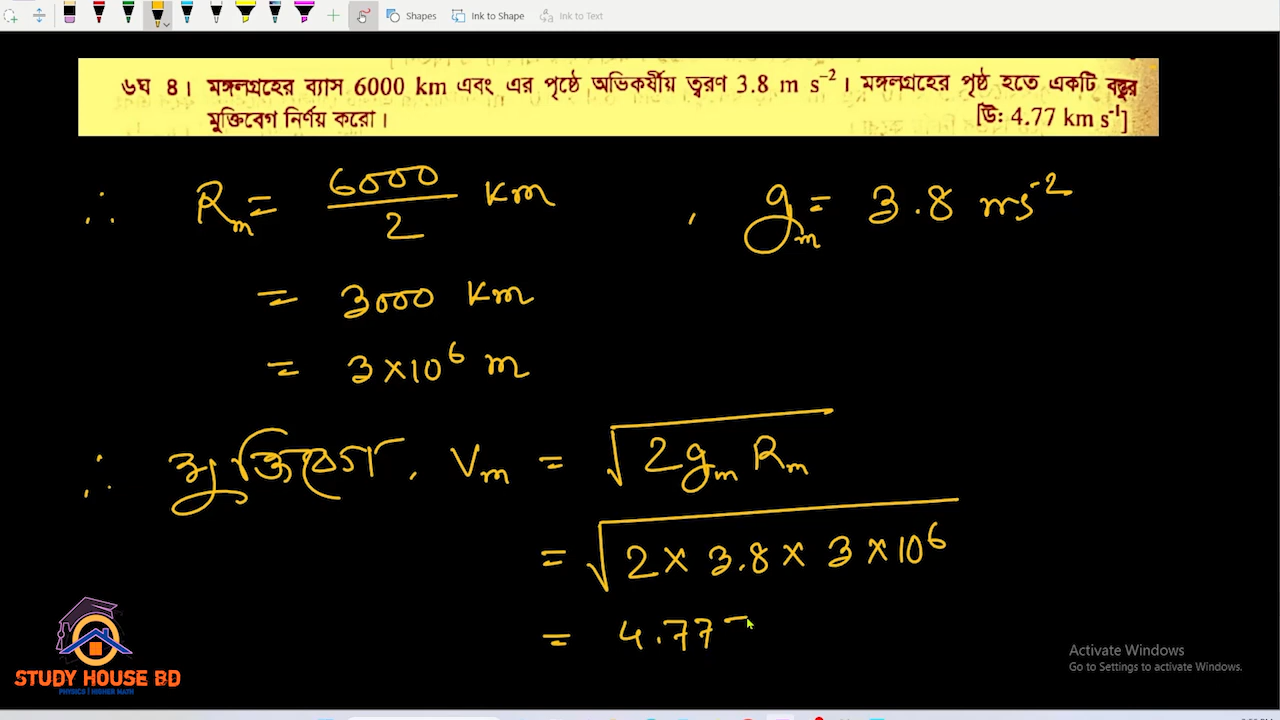 Shapes Ink to Shape Ink to Text
৬ঘ ৪। মঙ্গলগ্রহের ব্যাস 6000 km এবং এর পৃষ্ঠে অভিকর্ষীয় ত্বরণ 3.8 m s⁻²। মঙ্গলগ্রহের পৃষ্ঠ হতে একটি বস্তুর
মুক্তিবেগ নির্ণয় করো। [উ: 4.77 km s⁻¹]
∴ Rₘ = 6000/2 km , gₘ = 3.8 ms⁻²
= 3000 km
= 3×10⁶ m
∴ মুক্তিবেগ, Vₘ = √(2gₘRₘ)
= √(2 × 3.8 × 3 × 10⁶)
= 4.77
STUDY HOUSE BD
PHYSICS | HIGHER MATH
Activate Windows
Go to Settings to activate Windows.